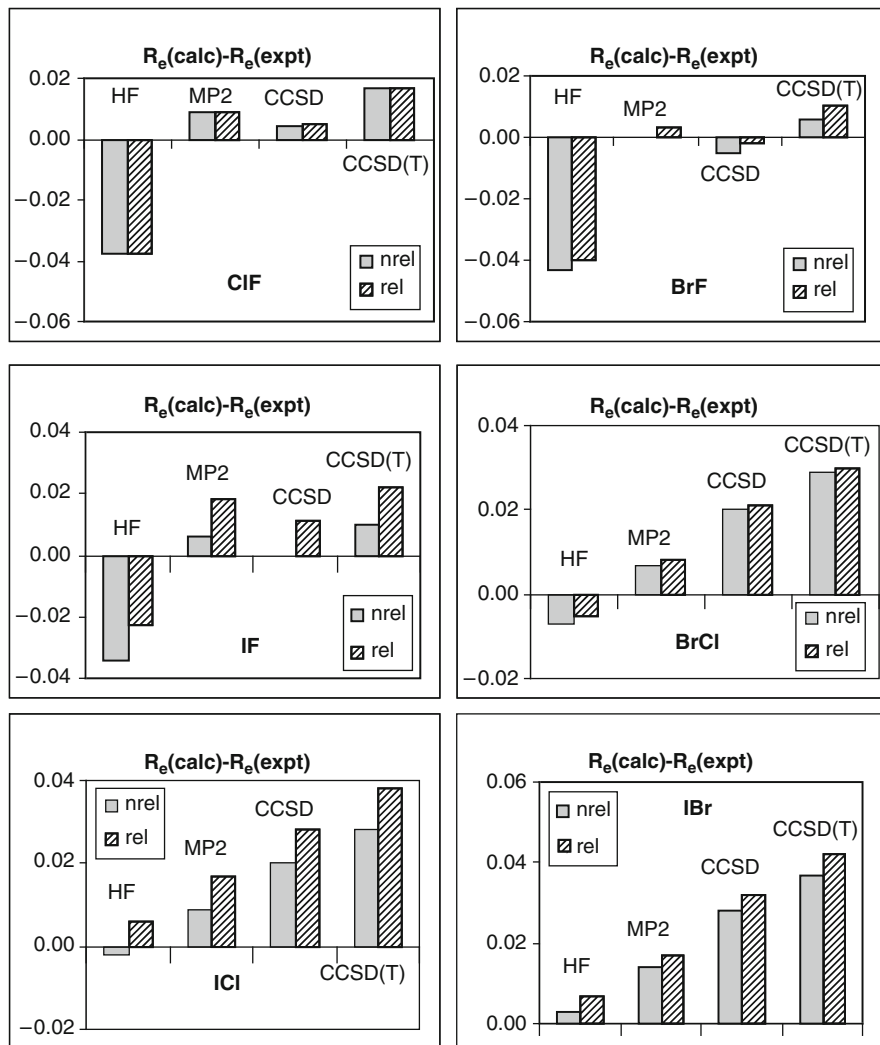 Re(calc)-Re(expt)
0.02
HF
MP2
CCSD
0.00
CCSD(T)
−0.02
−0.04
nrel
rel
ClF
−0.06
Re(calc)-Re(expt)
0.02
HF
MP2
CCSD(T)
0.00
CCSD
−0.02
−0.04
nrel
rel
BrF
−0.06
Re(calc)-Re(expt)
0.04
CCSD(T)
MP2
CCSD
0.02
HF
0.00
−0.02
nrel
rel
IF
−0.04
Re(calc)-Re(expt)
0.04
CCSD(T)
CCSD
0.02
MP2
HF
0.00
nrel
rel
BrCl
−0.02
Re(calc)-Re(expt)
0.04
nrel
rel
CCSD
MP2
0.02
HF
0.00
CCSD(T)
ICl
−0.02
Re(calc)-Re(expt)
0.06
nrel
rel
IBr
CCSD(T)
0.04
CCSD
MP2
0.02
HF
0.00